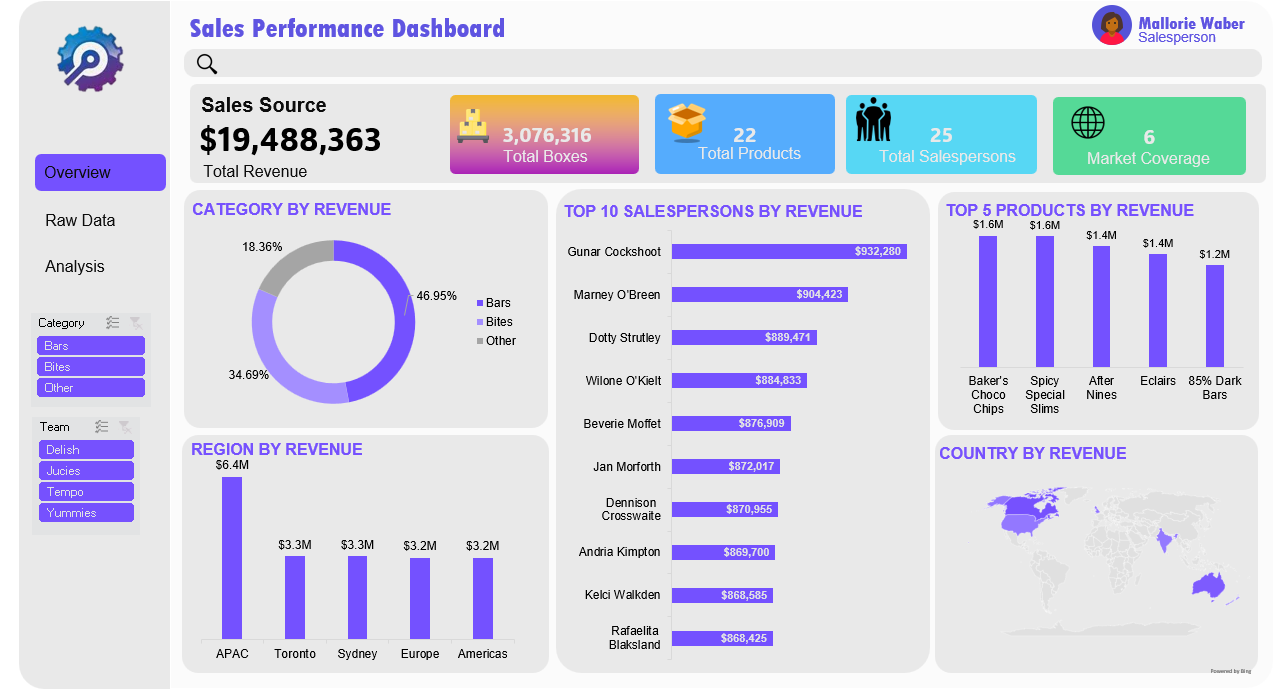 Sales Performance Dashboard
Mallorie Waber
Salesperson
Sales Source
$19,488,363
Total Revenue
3,076,316
Total Boxes
22
Total Products
25
Total Salespersons
6
Market Coverage
Overview
Raw Data
Analysis
Category
Bars
Bites
Other
Team
Delish
Jucies
Tempo
Yummies
CATEGORY BY REVENUE
18.36%
46.95%
34.69%
Bars
Bites
Other
REGION BY REVENUE
$6.4M
$3.3M
$3.3M
$3.2M
$3.2M
APAC
Toronto
Sydney
Europe
Americas
TOP 10 SALESPERSONS BY REVENUE
Gunar Cockshoot
$932,280
Marney O'Breen
$904,423
Dotty Strutley
$889,471
Wilone O'Kielt
$884,833
Beverie Moffet
$876,909
Jan Morforth
$872,017
Dennison
Crosswaite
$870,955
Andria Kimpton
$869,700
Kelci Walkden
$868,585
Rafaelita
Blaksland
$868,425
TOP 5 PRODUCTS BY REVENUE
$1.6M
$1.6M
$1.4M
$1.4M
$1.2M
Baker's
Choco
Chips
Spicy
Special
Slims
After
Nines
Eclairs
85% Dark
Bars
COUNTRY BY REVENUE
Powered by Bing